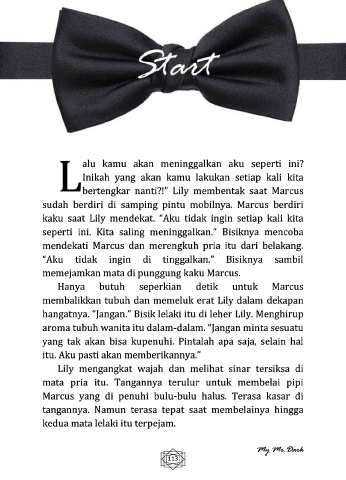 Start
Lalu kamu akan meninggalkan aku seperti ini?
Inikah yang akan kamu lakukan setiap kali kita
bertengkar nanti?!” Lily membentak saat Marcus
sudah berdiri di samping pintu mobilnya. Marcus berdiri
kaku saat Lily mendekat. “Aku tidak ingin setiap kali kita
seperti ini. Kita saling meninggalkan.” Bisiknya mencoba
mendekati Marcus dan merengkuh pria itu dari belakang.
“Aku tidak ingin di tinggalkan.” Bisiknya sambil
memejamkan mata di punggung kaku Marcus.
Hanya butuh seperkian detik untuk Marcus
membalikkan tubuh dan memeluk erat Lily dalam dekapan
hangatnya. “Jangan.” Bisik lelaki itu di leher Lily. Menghirup
aroma tubuh wanita itu dalam-dalam. “Jangan minta sesuatu
yang tak akan bisa kupenuhi. Pintalah apa saja, selain hal
itu. Aku pasti akan memberikannya.”
Lily mengangkat wajah dan melihat sinar tersiksa di
mata pria itu. Tangannya terulur untuk membelai pipi
Marcus yang di penuhi bulu-bulu halus. Terasa kasar di
tangannya. Namun terasa tepat saat membelainya hingga
kedua mata lelaki itu terpejam.
My Mr. Dark
113